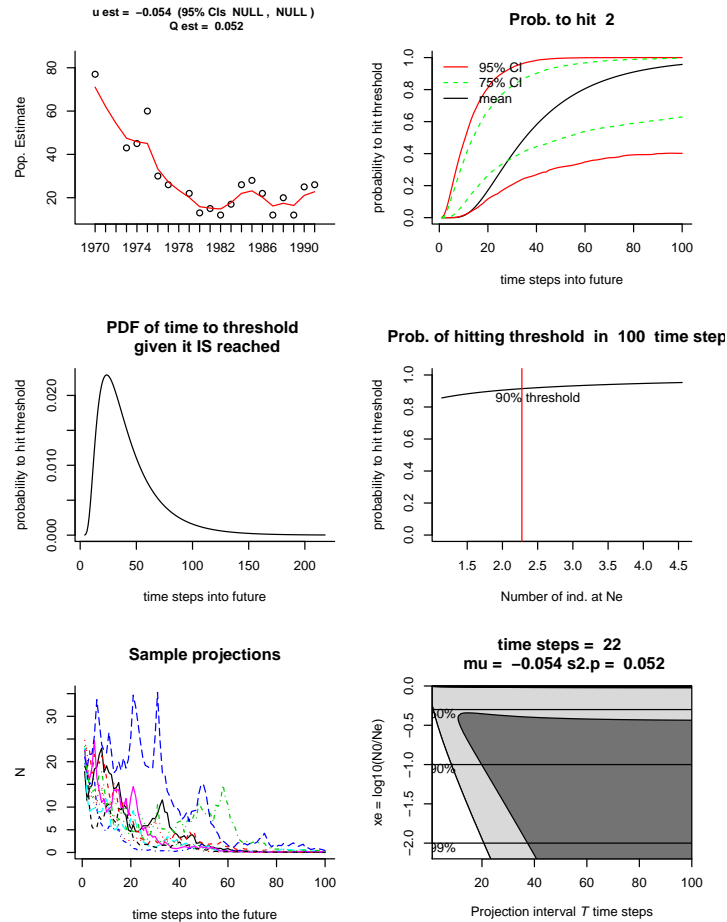 u est = −0.054 (95% CIs NULL , NULL )
Q est = 0.052
Pop. Estimate
80
60
40
20
1970 1974 1978 1982 1986 1990
Prob. to hit 2
probability to hit threshold
1.0
0.8
0.6
0.4
0.2
0.0
95% CI
75% CI
mean
0 20 40 60 80 100
time steps into future
PDF of time to threshold
given it IS reached
probability to hit threshold
0.020
0.010
0.000
0 50 100 150 200
time steps into future
Prob. of hitting threshold in 100 time step
probability to hit threshold
1.0
0.8
0.6
0.4
0.2
0.0
90% threshold
1.5 2.0 2.5 3.0 3.5 4.0 4.5
Number of ind. at Ne
Sample projections
N
30
20
10
5
0
0 20 40 60 80 100
time steps into the future
time steps = 22
mu = −0.054 s2.p = 0.052
xe = log10(N0/Ne)
0.0
−0.5
−1.0
−1.5
−2.0
90%
99%
20 40 60 80 100
Projection interval T time steps